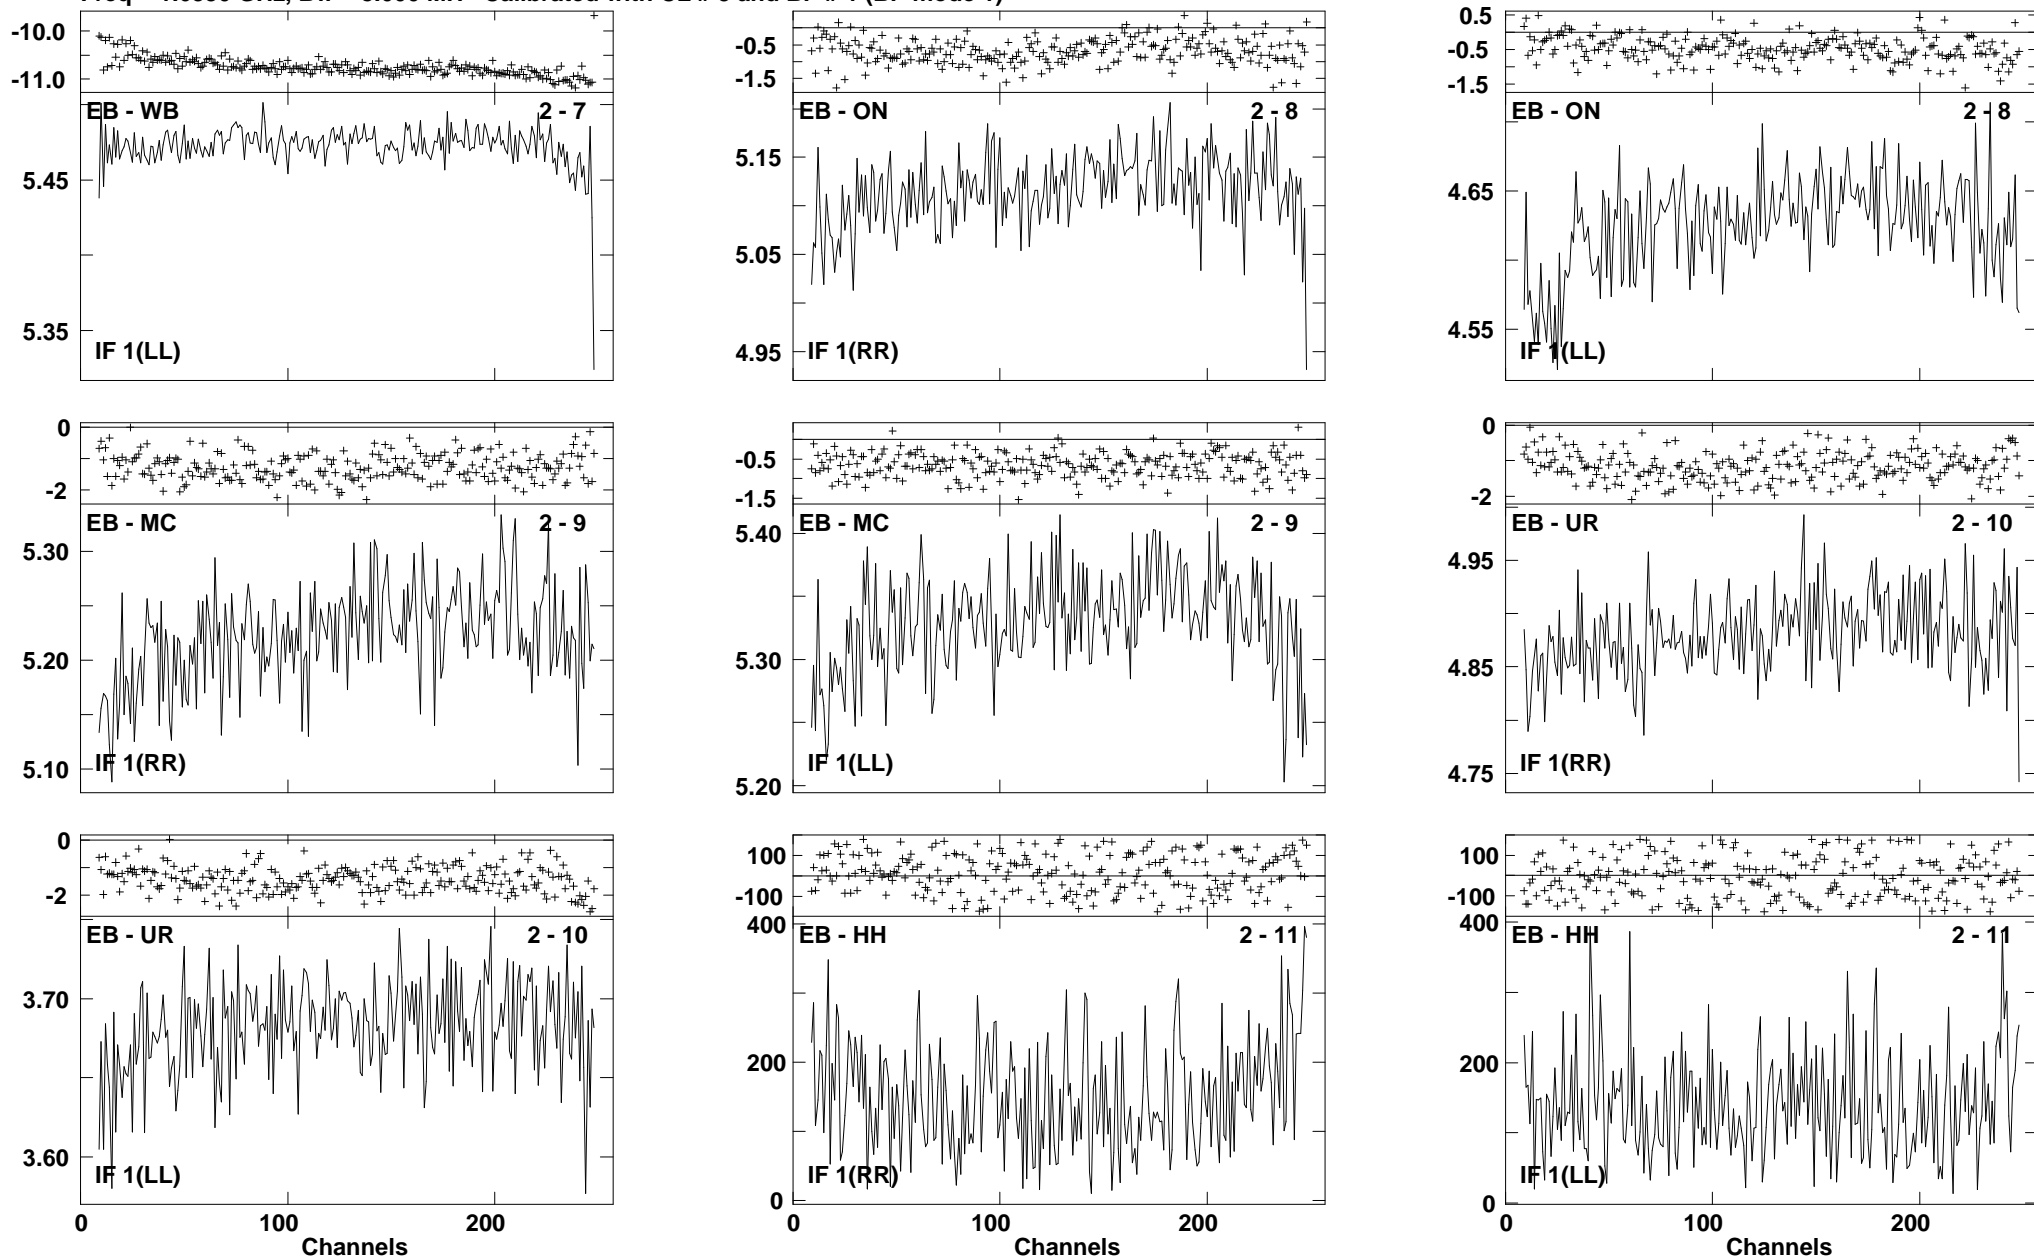 -10.0
-11.0
EB - WB 2 - 7
5.45
5.35
IF 1(LL)
-0.5
-1.5
EB - ON 2 - 8
5.15
5.05
4.95
IF 1(RR)
0.5
-0.5
-1.5
EB - ON 2 - 8
4.65
4.55
IF 1(LL)
0
-2
EB - MC 2 - 9
5.30
5.20
5.10
IF 1(RR)
-0.5
-1.5
EB - MC 2 - 9
5.40
5.30
5.20
IF 1(LL)
0
-2
EB - UR 2 - 10
4.95
4.85
4.75
IF 1(RR)
0
-2
EB - UR 2 - 10
3.70
3.60
IF 1(LL)
0 100 200
Channels
100
-100
400
EB - HH 2 - 11
200
0
IF 1(RR)
0 100 200
Channels
100
-100
400
EB - HH 2 - 11
200
0
IF 1(LL)
0 100 200
Channels